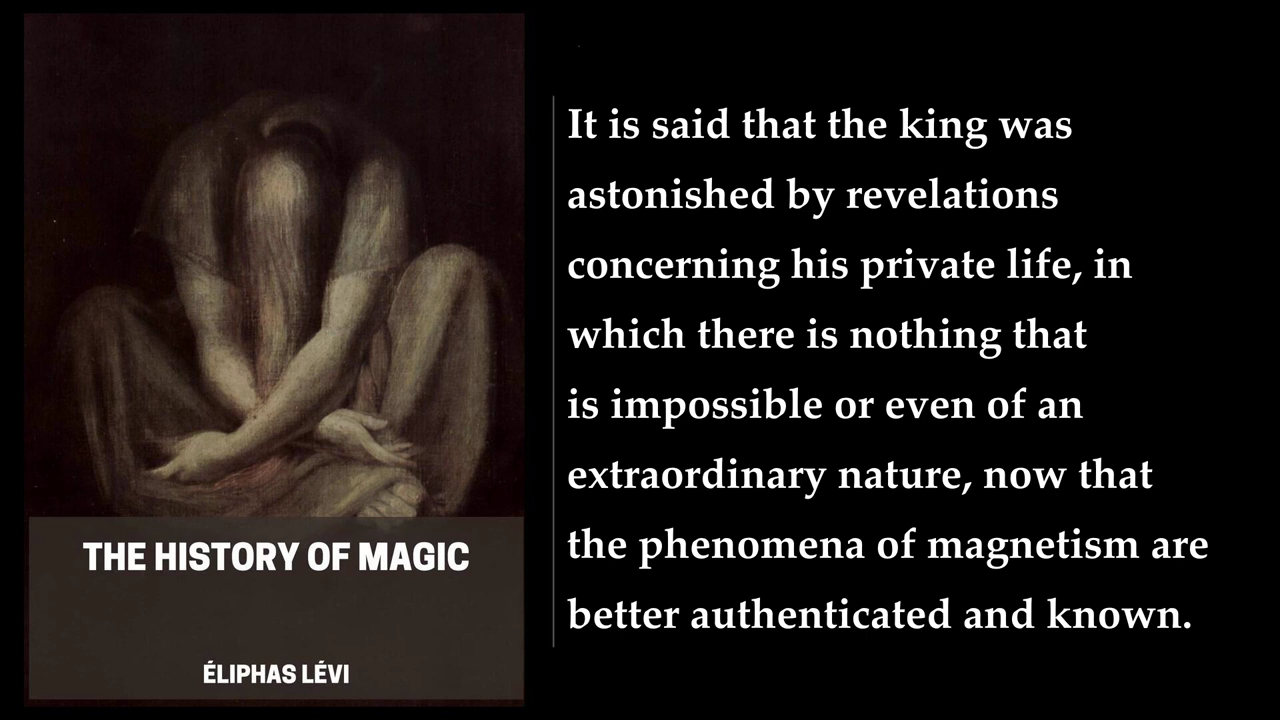 THE HISTORY OF MAGIC
ÉLIPHAS LÉVI
It is said that the king was
astonished by revelations
concerning his private life, in
which there is nothing that
is impossible or even of an
extraordinary nature, now that
the phenomena of magnetism are
better authenticated and known.